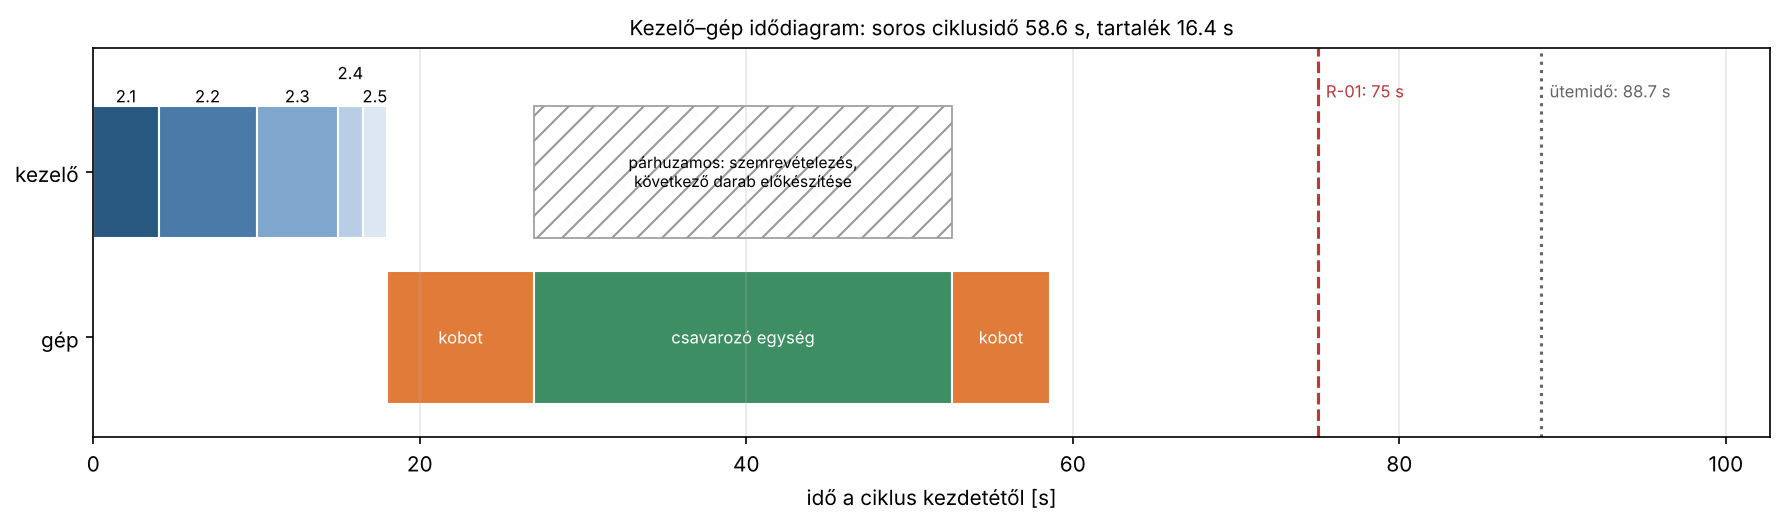 Kezelő–gép idődiagram: soros ciklusidő 58.6 s, tartalék 16.4 s
2.4
2.1 2.2 2.3 2.5
R-01: 75 s
ütemidő: 88.7 s
kezelő
párhuzamos: szemrevételezés,
következő darab előkészítése
gép
kobot
csavarozó egység
kobot
0 20 40 60 80 100
idő a ciklus kezdetétől [s]